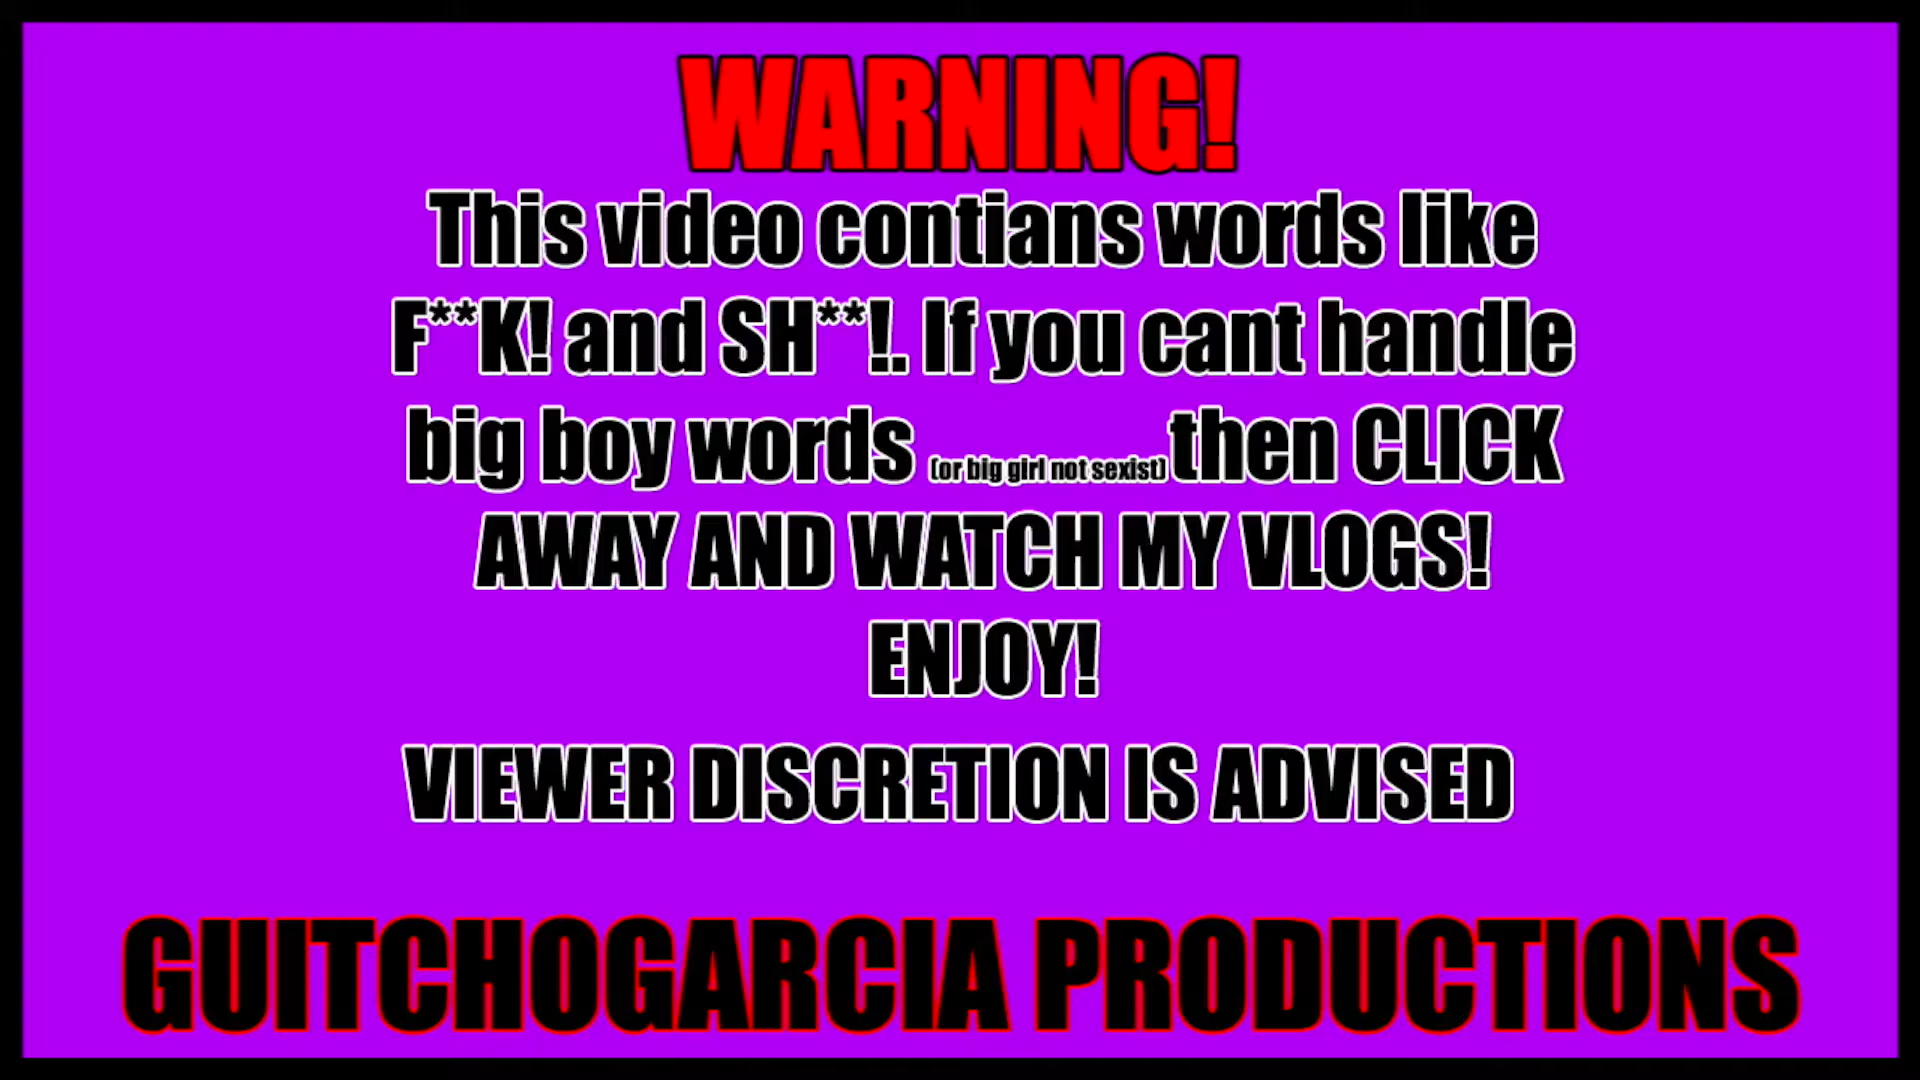 WARNING!
This video contians words like
F**K! and SH**!. If you cant handle
big boy words (or big girl not sexist) then CLICK
AWAY AND WATCH MY VLOGS!
ENJOY!
VIEWER DISCRETION IS ADVISED
GUITCHOGARCIA PRODUCTIONS